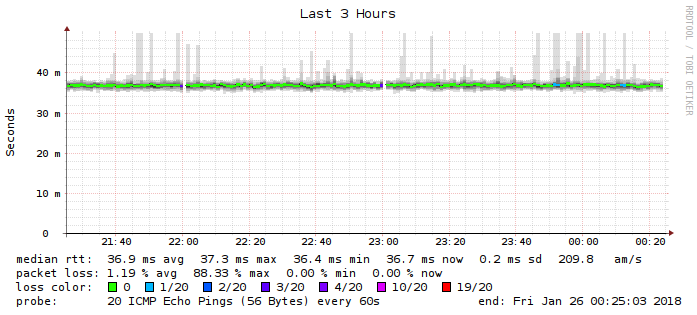 Last 3 Hours
RRDTOOL / TOBI OETIKER
Seconds
40 m
30 m
20 m
10 m
0
21:40 22:00 22:20 22:40 23:00 23:20 23:40 00:00 00:20
median rtt: 36.9 ms avg 37.3 ms max 36.4 ms min 36.7 ms now 0.2 ms sd 209.8 am/s
packet loss: 1.19 % avg 88.33 % max 0.00 % min 0.00 % now
loss color: 0 1/20 2/20 3/20 4/20 10/20 19/20
probe: 20 ICMP Echo Pings (56 Bytes) every 60s end: Fri Jan 26 00:25:03 2018